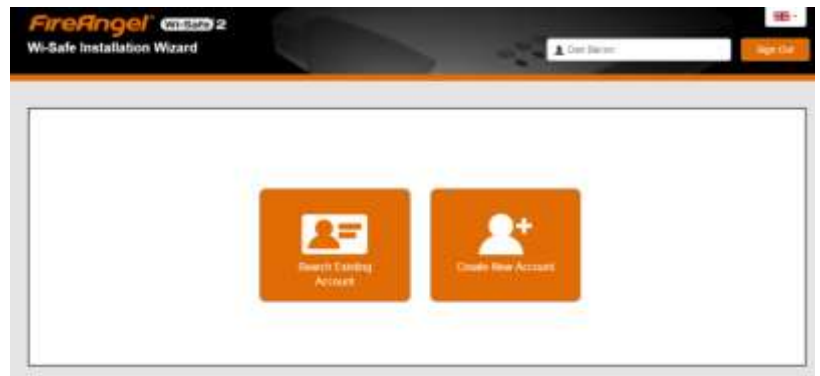 FireAngel Wi-Safe 2
Wi-Safe Installation Wizard
Sign Out
Search Existing
Account
Create New Account